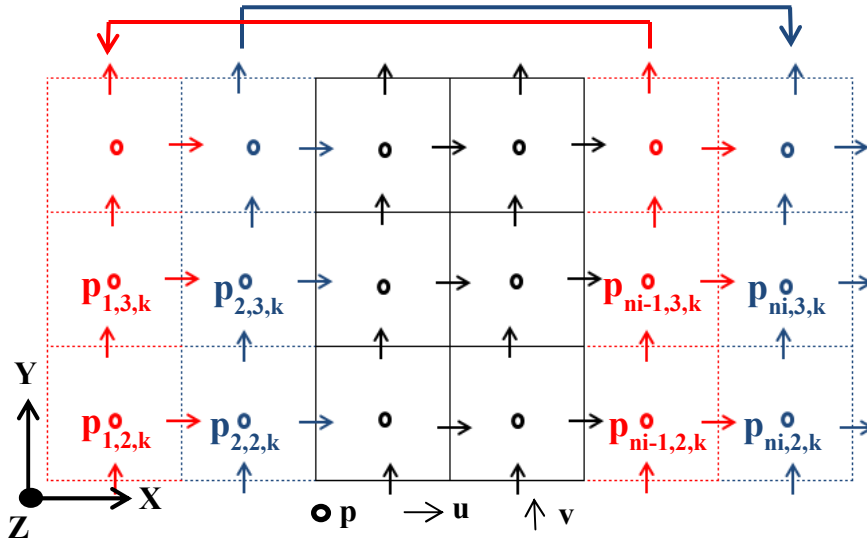 p1,3,k p2,3,k pni-1,3,k pni,3,k
Y
p1,2,k p2,2,k pni-1,2,k pni,2,k
X
Z
p u v